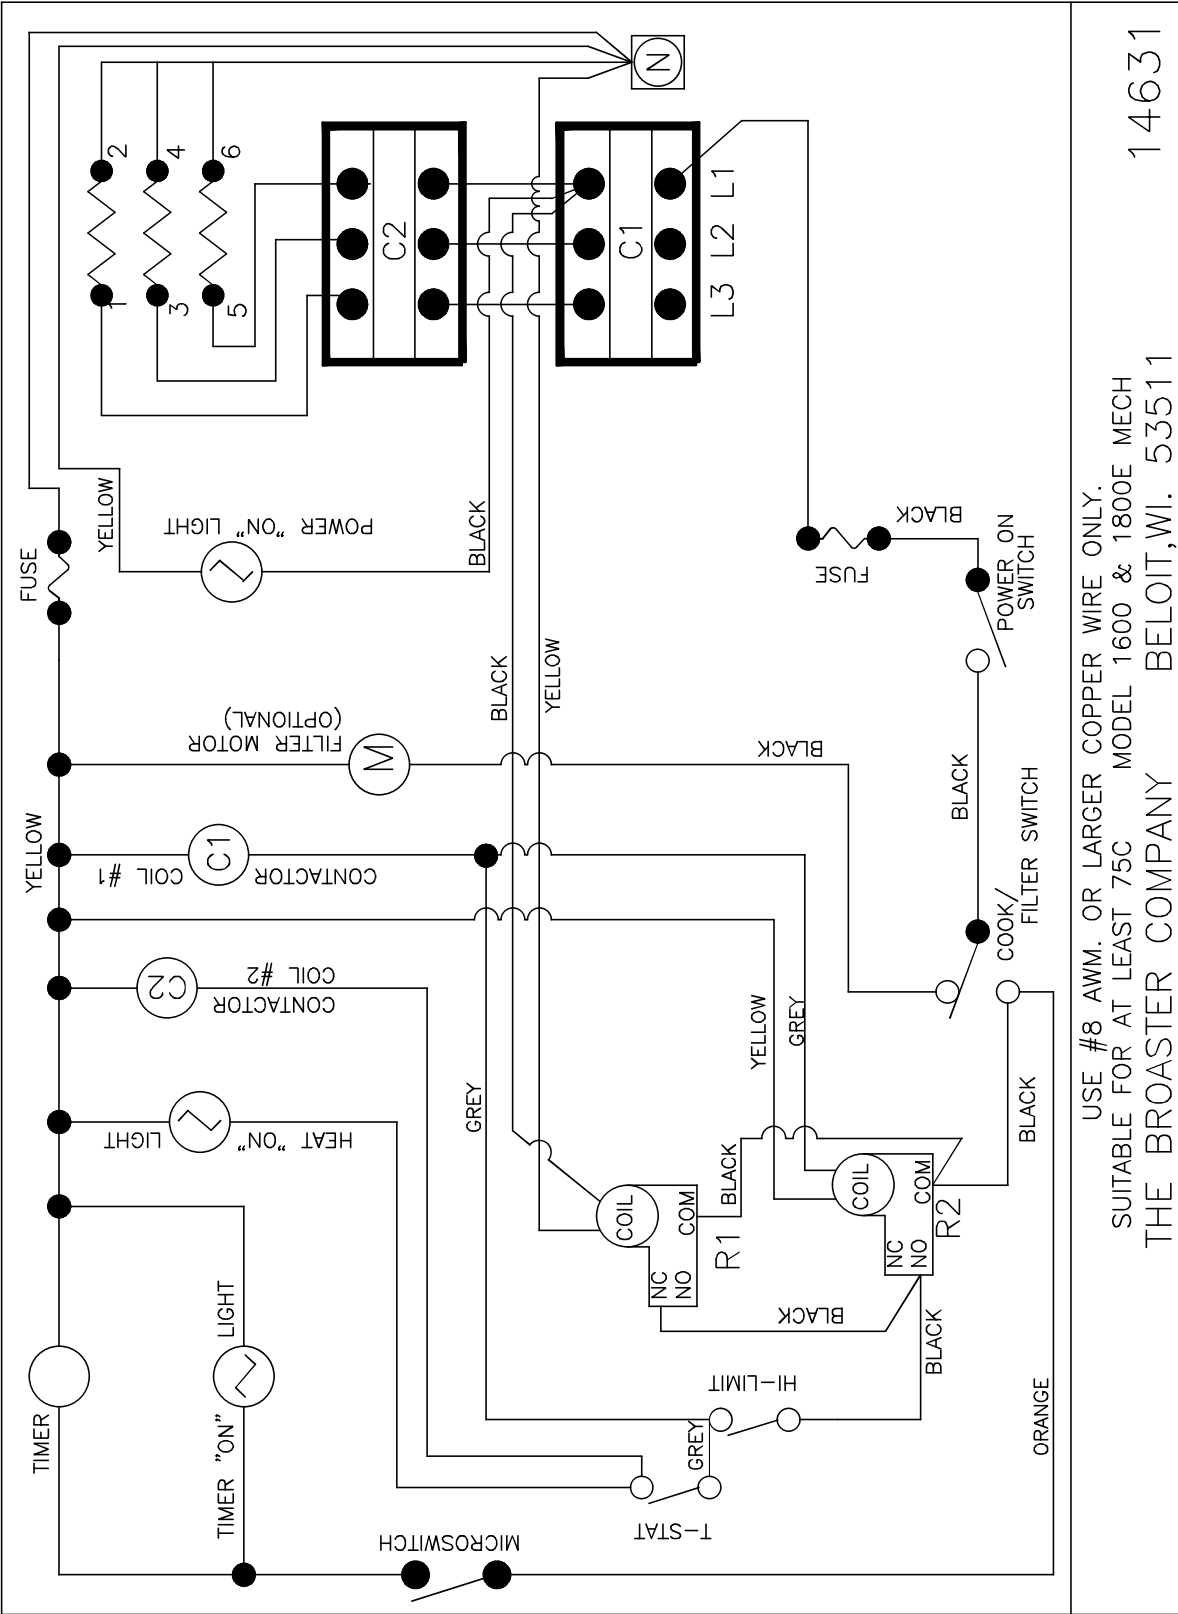 N
2
4
6
1
3
5
C2
C1
L1
L2
L3
FUSE
YELLOW
POWER "ON" LIGHT
BLACK
FUSE
BLACK
POWER ON
SWITCH
BLACK
YELLOW
FILTER MOTOR
(OPTIONAL)
M
BLACK
BLACK
YELLOW
C1
CONTACTOR
COIL #1
COOK/
FILTER SWITCH
C2
CONTACTOR
COIL #2
YELLOW
GREY
GREY
BLACK
HEAT "ON" LIGHT
COIL
COM
NC
NO
R1
BLACK
COIL
COM
NC
NO
R2
BLACK
BLACK
LIGHT
TIMER
TIMER "ON"
HI-LIMIT
GREY
T-STAT
MICROSWITCH
ORANGE
USE #8 AWM. OR LARGER COPPER WIRE ONLY.
SUITABLE FOR AT LEAST 75C MODEL 1600 & 1800E MECH
THE BROASTER COMPANY BELOIT,WI. 53511 14631